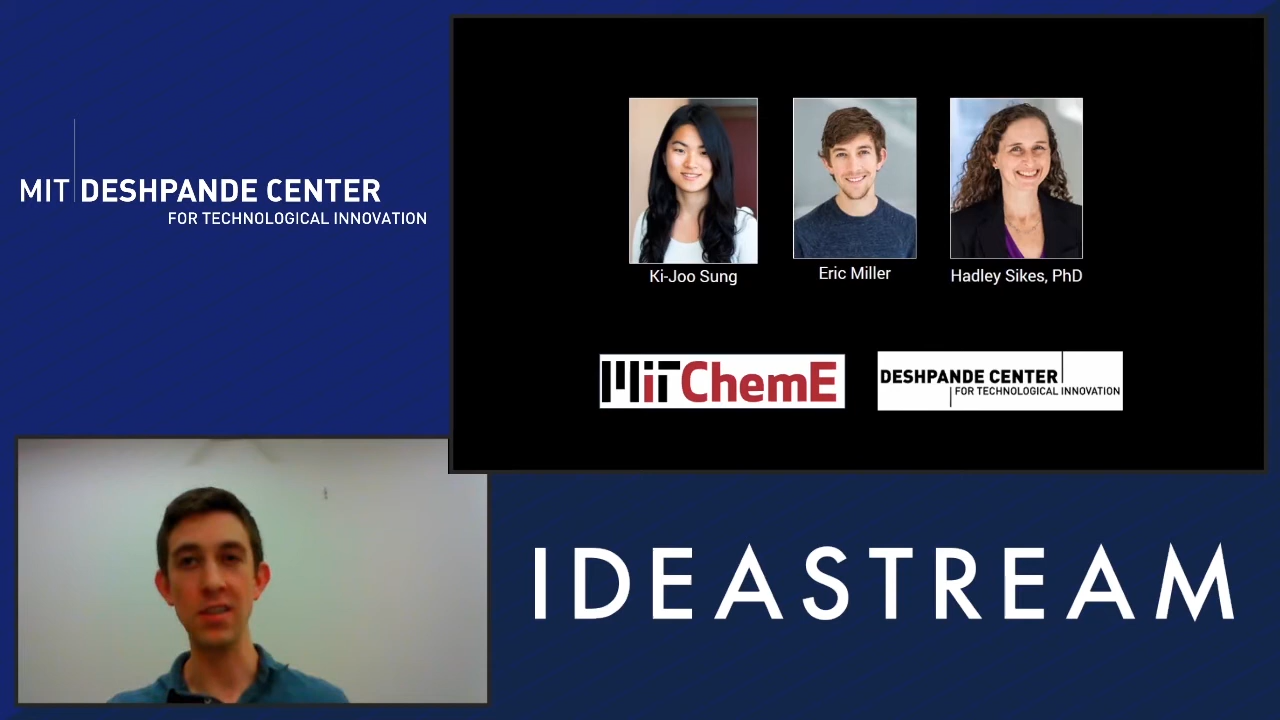 MIT DESHPANDE CENTER
FOR TECHNOLOGICAL INNOVATION
Ki-Joo Sung
Eric Miller
Hadley Sikes, PhD
MiT ChemE
DESHPANDE CENTER
FOR TECHNOLOGICAL INNOVATION
IDEASTREAM